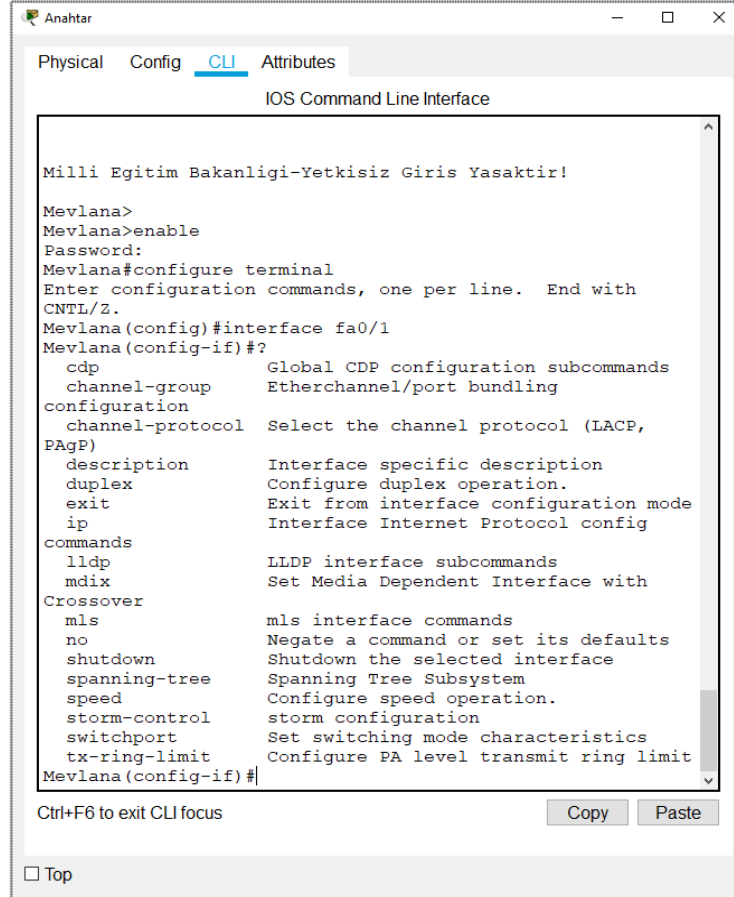 Anahtar
Physical Config CLI Attributes
IOS Command Line Interface
Milli Egitim Bakanligi-Yetkisiz Giris Yasaktir!
Mevlana>
Mevlana>enable
Password:
Mevlana#configure terminal
Enter configuration commands, one per line.  End with
CNTL/Z.
Mevlana(config)#interface fa0/1
Mevlana(config-if)#?
  cdp               Global CDP configuration subcommands
  channel-group     Etherchannel/port bundling
configuration
  channel-protocol  Select the channel protocol (LACP,
PAgP)
  description       Interface specific description
  duplex            Configure duplex operation.
  exit              Exit from interface configuration mode
  ip                Interface Internet Protocol config
commands
  lldp              LLDP interface subcommands
  mdix              Set Media Dependent Interface with
Crossover
  mls               mls interface commands
  no                Negate a command or set its defaults
  shutdown          Shutdown the selected interface
  spanning-tree     Spanning Tree Subsystem
  speed             Configure speed operation.
  storm-control     storm configuration
  switchport        Set switching mode characteristics
  tx-ring-limit     Configure PA level transmit ring limit
Mevlana(config-if)#
Ctrl+F6 to exit CLI focus
Copy Paste
Top